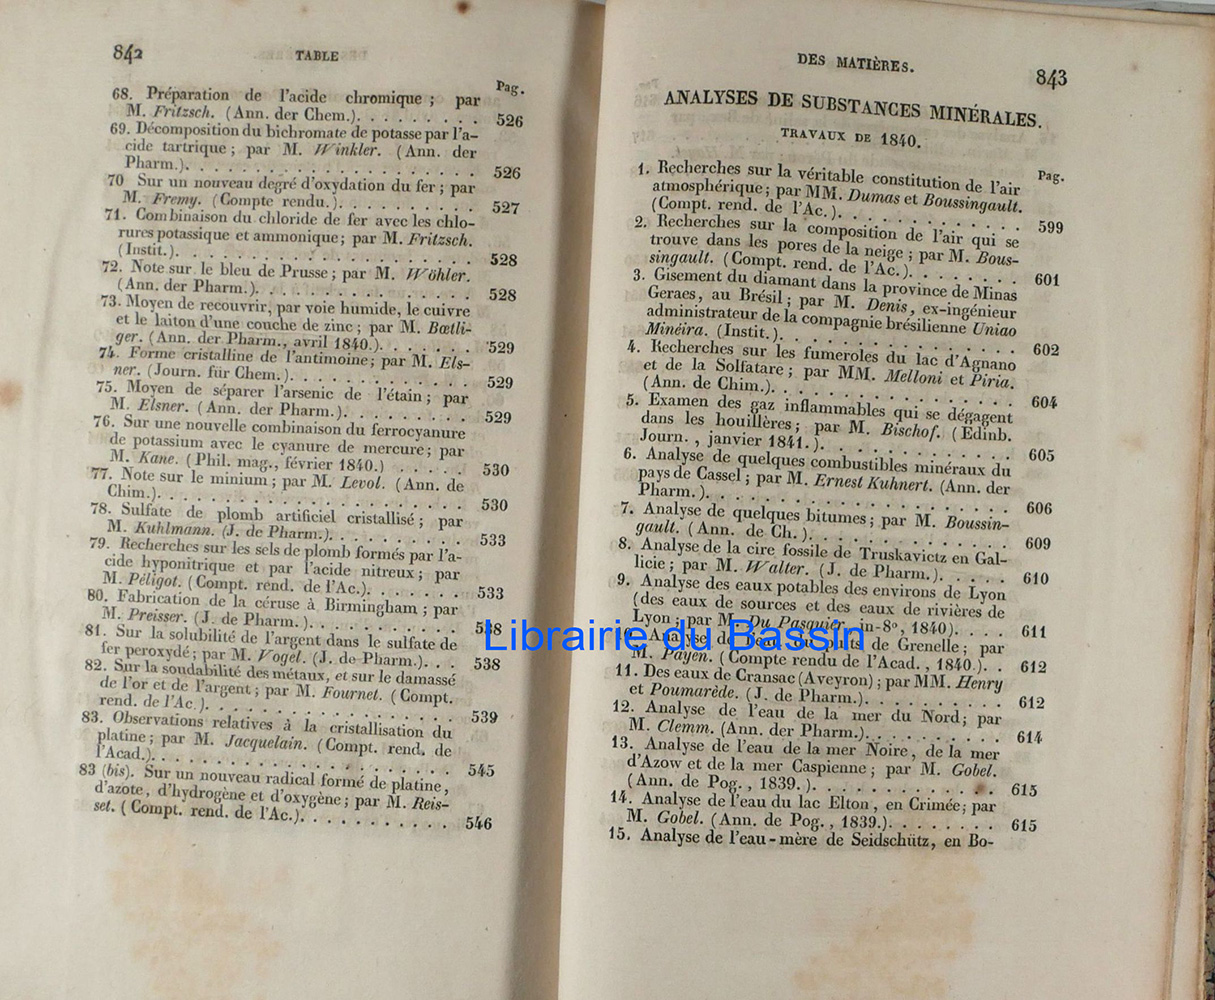 842
TABLE
Pag.
68. Préparation de l'acide chromique ; par
M. Fritzsch. (Ann. der Chem.). . . . . . . . . 526
69. Décomposition du bichromate de potasse par l'a-
cide tartrique ; par M. Winkler. (Ann. der
Pharm.). . . . . . . . . . . . . . . . . . . . 526
70 Sur un nouveau degré d'oxydation du fer ; par
M. Fremy. (Compte rendu.). . . . . . . . . . 527
71. Combinaison du chloride de fer avec les chlo-
rures potassique et ammonique; par M. Fritzsch.
(Instit.). . . . . . . . . . . . . . . . . . . . 528
72. Note sur le bleu de Prusse; par M. Wöhler.
(Ann. der Pharm.). . . . . . . . . . . . . . . 528
73. Moyen de recouvrir, par voie humide, le cuivre
et le laiton d'une couche de zinc ; par M. Bœtli-
ger. (Ann. der Pharm., avril 1840.). . . . . . . 529
74. Forme cristalline de l'antimoine; par M. Els-
ner. (Journ. für Chem.). . . . . . . . . . . . 529
75. Moyen de séparer l'arsenic de l'étain ; par
M. Elsner. (Ann. der Pharm.). . . . . . . . . 529
76. Sur une nouvelle combinaison du ferrocyanure
de potassium avec le cyanure de mercure; par
M. Kane. (Phil. mag., février 1840.) . . . . . 530
77. Note sur le minium ; par M. Levol. (Ann. de
Chim.). . . . . . . . . . . . . . . . . . . . . 530
78. Sulfate de plomb artificiel cristallisé ; par
M. Kuhlmann. (J. de Pharm.). . . . . . . . . . 533
79. Recherches sur les sels de plomb formés par l'a-
cide hyponitrique et par l'acide nitreux ; par
M. Péligot. (Compt. rend. de l'Ac.). . . . . . . 533
80. Fabrication de la céruse à Birmingham ; par
M. Preisser. (J. de Pharm. ). . . . . . . . . . 538
81. Sur la solubilité de l'argent dans le sulfate de
fer peroxydé ; par M. Vogel. (J. de Pharm.). . . 538
82. Sur la soudabilité des métaux, et sur le damassé
de l'or et de l'argent ; par M. Fournet. ( Compt.
rend. de l'Ac.). . . . . . . . . . . . . . . . 539
83. Observations relatives à la cristallisation du
platine; par M. Jacquelain. (Compt. rend. de
l'Acad.). . . . . . . . . . . . . . . . . . . . 545
83 (bis). Sur un nouveau radical formé de platine,
d'azote, d'hydrogène et d'oxygène; par M. Reis-
set. ( Compt. rend. de l'Ac.). . . . . . . . . . . 546
DES MATIÈRES.
843
ANALYSES DE SUBSTANCES MINÉRALES.
TRAVAUX DE 1840.
Pag.
1. Recherches sur la véritable constitution de l'air
atmosphérique; par MM. Dumas et Boussingault.
(Compt. rend. de l'Ac.). . . . . . . . . . . . 599
2. Recherches sur la composition de l'air qui se
trouve dans les pores de la neige ; par M. Bous-
singault. (Compt. rend. de l'Ac.). . . . . . . 601
3. Gisement du diamant dans la province de Minas
Geraes, au Brésil; par M. Denis, ex-ingénieur
administrateur de la compagnie brésilienne Uniao
Minéira. (Instit.). . . . . . . . . . . . . . . 602
4. Recherches sur les fumeroles du lac d'Agnano
et de la Solfatare ; par MM. Melloni et Piria.
(Ann. de Chim.). . . . . . . . . . . . . . . . 604
5. Examen des gaz inflammables qui se dégagent
dans les houillères; par M. Bischof. (Edinb.
Journ. , janvier 1841.). . . . . . . . . . . . . 605
6. Analyse de quelques combustibles minéraux du
pays de Cassel ; par M. Ernest Kuhnert. (Ann. der
Pharm.). . . . . . . . . . . . . . . . . . . . 606
7. Analyse de quelques bitumes; par M. Boussin-
gault. (Ann. de Ch. ). . . . . . . . . . . . . 609
8. Analyse de la cire fossile de Truskavictz en Gal-
licie ; par M. Walter. (J. de Pharm.). . . . . 610
9. Analyse des eaux potables des environs de Lyon
(des eaux de sources et des eaux de rivières de
Lyon ; par M. Du Pasquier, in-8°, 1840). . . . 611
10. Analyse de l'eau du puits de Grenelle; par
M. Payen. ( Compte rendu de l'Acad. , 1840.). . 612
11. Des eaux de Cransac (Aveyron) ; par MM. Henry
et Poumarède. (J. de Pharm.). . . . . . . . . . 612
12. Analyse de l'eau de la mer du Nord; par
M. Clemm. (Ann. der Pharm.). . . . . . . . . . 614
13. Analyse de l'eau de la mer Noire, de la mer
d'Azow et de la mer Caspienne ; par M. Gobel.
(Ann. de Pog. , 1839. ). . . . . . . . . . . . . 615
14. Analyse de l'eau du lac Elton , en Crimée; par
M. Gobel. (Ann. de Pog. , 1839.). . . . . . . . 615
15. Analyse de l'eau-mère de Seidschütz, en Bo-
Librairie du Bassin